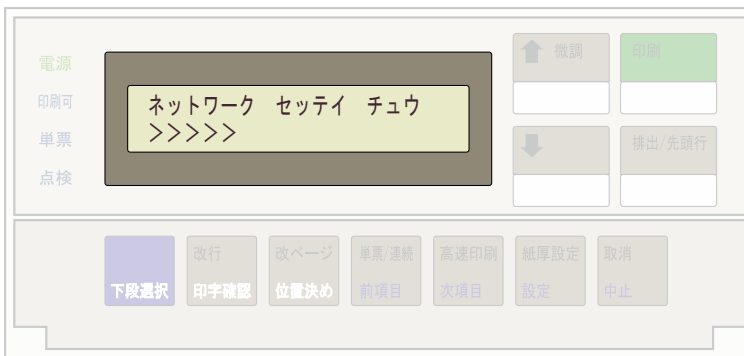 電源
印刷可
単票
点検
ネットワーク セッテイ チュウ
>>>>>
微調
印刷
排出/先頭行
改行
改ページ
単票/連続
高速印刷
紙厚設定
取消
下段選択
印字確認
位置決め
前項目
次項目
設定
中止